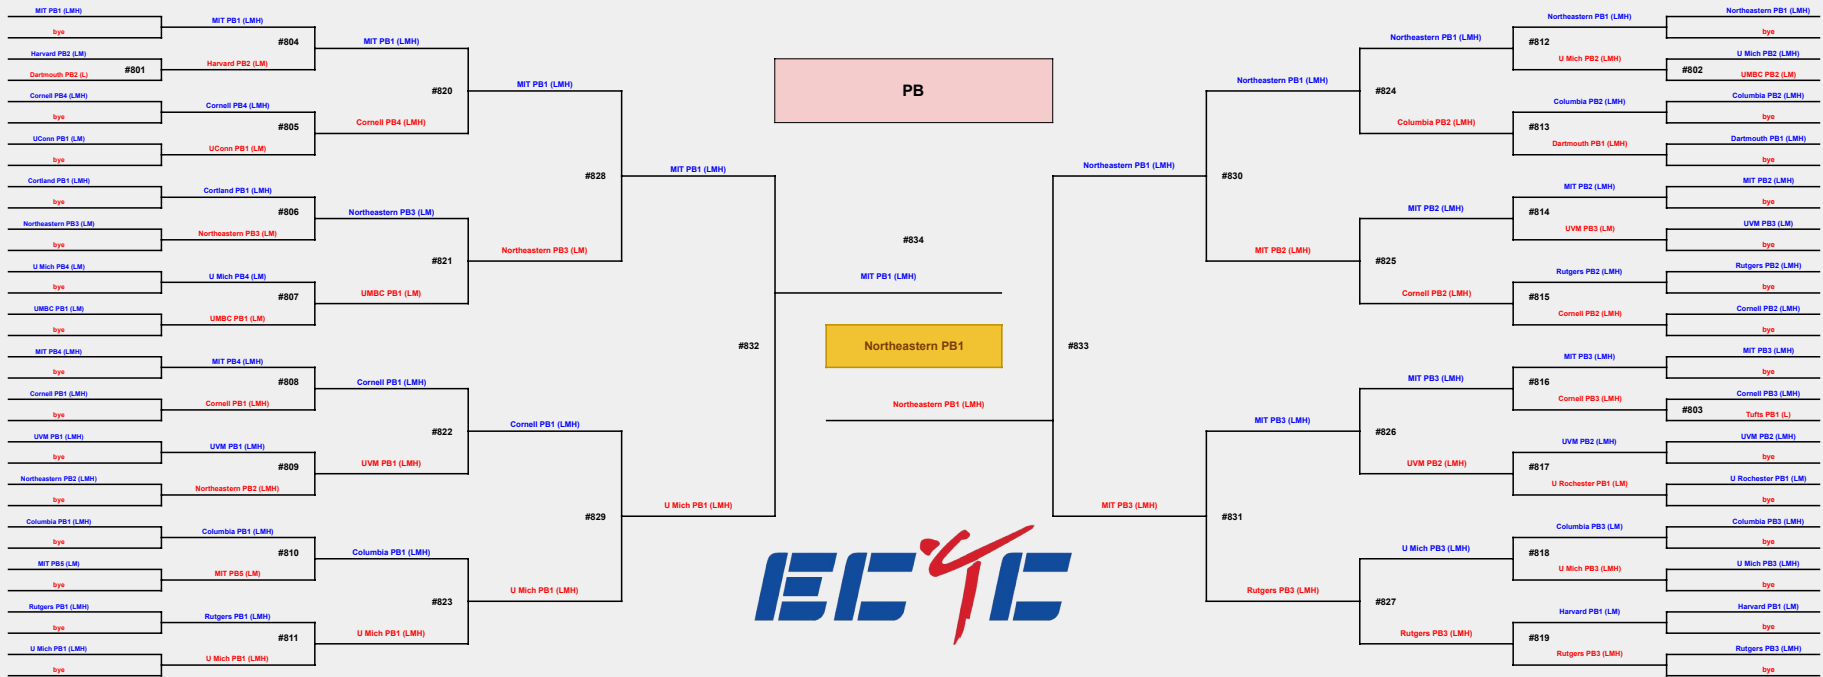 MIT PB1 (LMH)
bye
Harvard PB2 (LM)
Dartmouth PB2 (L)
Cornell PB4 (LMH)
bye
UConn PB1 (LM)
bye
Cortland PB1 (LMH)
bye
Northeastern PB3 (LM)
bye
U Mich PB4 (LM)
bye
UMBC PB1 (LM)
bye
MIT PB4 (LMH)
bye
Cornell PB1 (LMH)
bye
UVM PB1 (LMH)
bye
Northeastern PB2 (LMH)
bye
Columbia PB1 (LMH)
bye
MIT PB5 (LM)
bye
Rutgers PB1 (LMH)
bye
U Mich PB1 (LMH)
bye
#801
MIT PB1 (LMH)
Harvard PB2 (LM)
Cornell PB4 (LMH)
UConn PB1 (LM)
Cortland PB1 (LMH)
Northeastern PB3 (LM)
U Mich PB4 (LM)
UMBC PB1 (LM)
MIT PB4 (LMH)
Cornell PB1 (LMH)
UVM PB1 (LMH)
Northeastern PB2 (LMH)
Columbia PB1 (LMH)
MIT PB5 (LM)
Rutgers PB1 (LMH)
U Mich PB1 (LMH)
#804
#805
#806
#807
#808
#809
#810
#811
MIT PB1 (LMH)
Cornell PB4 (LMH)
Northeastern PB3 (LM)
UMBC PB1 (LM)
Cornell PB1 (LMH)
UVM PB1 (LMH)
Columbia PB1 (LMH)
U Mich PB1 (LMH)
#820
#821
#822
#823
MIT PB1 (LMH)
Northeastern PB3 (LM)
Cornell PB1 (LMH)
U Mich PB1 (LMH)
#828
#829
MIT PB1 (LMH)
U Mich PB1 (LMH)
#832
PB
#834
MIT PB1 (LMH)
Northeastern PB1
Northeastern PB1 (LMH)
ECTC
#833
Northeastern PB1 (LMH)
MIT PB3 (LMH)
#830
#831
Northeastern PB1 (LMH)
MIT PB2 (LMH)
MIT PB3 (LMH)
Rutgers PB3 (LMH)
#824
#825
#826
#827
Northeastern PB1 (LMH)
Columbia PB2 (LMH)
MIT PB2 (LMH)
Cornell PB2 (LMH)
MIT PB3 (LMH)
UVM PB2 (LMH)
U Mich PB3 (LMH)
Rutgers PB3 (LMH)
#812
#813
#814
#815
#816
#817
#818
#819
Northeastern PB1 (LMH)
U Mich PB2 (LMH)
Columbia PB2 (LMH)
Dartmouth PB1 (LMH)
MIT PB2 (LMH)
UVM PB3 (LM)
Rutgers PB2 (LMH)
Cornell PB2 (LMH)
MIT PB3 (LMH)
Cornell PB3 (LMH)
UVM PB2 (LMH)
U Rochester PB1 (LM)
Columbia PB3 (LM)
U Mich PB3 (LMH)
Harvard PB1 (LM)
Rutgers PB3 (LMH)
#802
#803
Northeastern PB1 (LMH)
bye
U Mich PB2 (LMH)
UMBC PB2 (LM)
Columbia PB2 (LMH)
bye
Dartmouth PB1 (LMH)
bye
MIT PB2 (LMH)
bye
UVM PB3 (LM)
bye
Rutgers PB2 (LMH)
bye
Cornell PB2 (LMH)
bye
MIT PB3 (LMH)
bye
Cornell PB3 (LMH)
Tufts PB1 (L)
UVM PB2 (LMH)
bye
U Rochester PB1 (LM)
bye
Columbia PB3 (LMH)
bye
U Mich PB3 (LMH)
bye
Harvard PB1 (LM)
bye
Rutgers PB3 (LMH)
bye